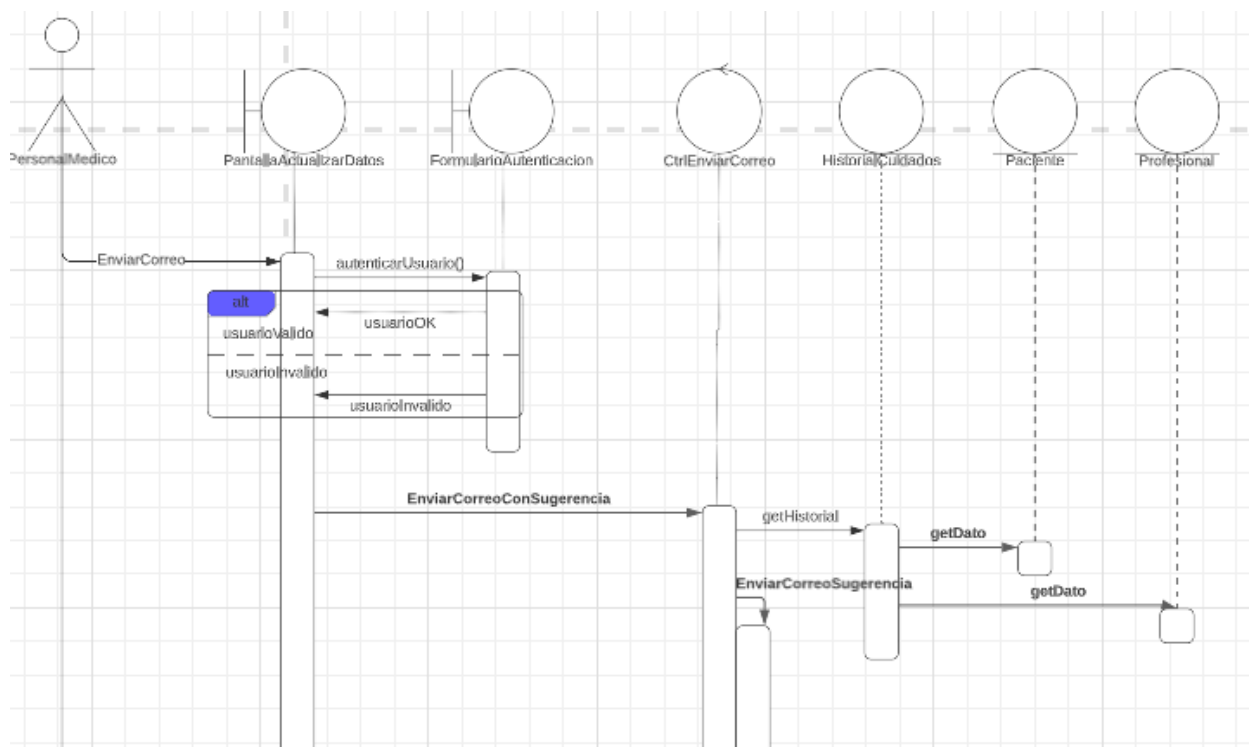 PersonalMedico
PantallaActualizarDatos
FormularioAutenticacion
CtrlEnviarCorreo
HistorialCuidados
Paciente
Profesional
EnviarCorreo
autenticarUsuario()
alt
usuarioOK
usuarioValido
usuarioInvalido
usuarioInvalido
EnviarCorreoConSugerencia
getHistorial
getDato
EnviarCorreoSugerencia
getDato